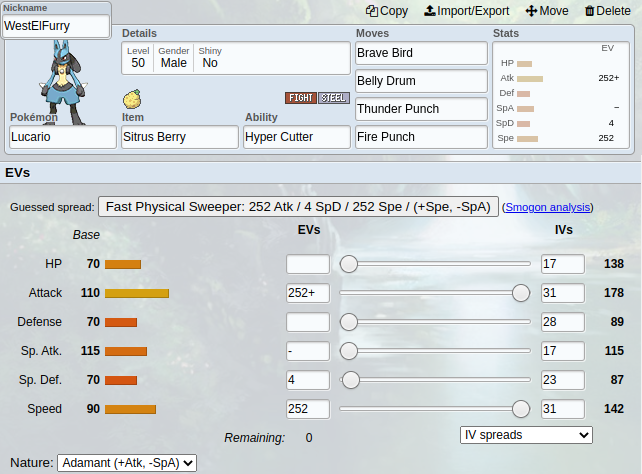 Nickname
WestElFurry
Copy Import/Export Move Delete
Details
Level Gender Shiny
50 Male No
FIGHT STEEL
Pokémon Item Ability
Lucario Sitrus Berry Hyper Cutter
Moves
Brave Bird
Belly Drum
Thunder Punch
Fire Punch
Stats
EV
HP
Atk 252+
Def
SpA –
SpD 4
Spe 252
EVs
Guessed spread: Fast Physical Sweeper: 252 Atk / 4 SpD / 252 Spe / (+Spe, -SpA) (Smogon analysis)
Base EVs IVs
HP 70 17 138
Attack 110 252+ 31 178
Defense 70 28 89
Sp. Atk. 115 - 17 115
Sp. Def. 70 4 23 87
Speed 90 252 31 142
Remaining: 0 IV spreads
Nature: Adamant (+Atk, -SpA)